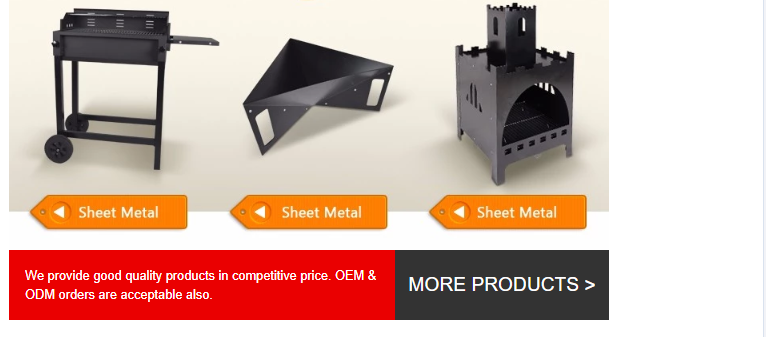 Sheet Metal
Sheet Metal
Sheet Metal
We provide good quality products in competitive price. OEM &
ODM orders are acceptable also.
MORE PRODUCTS >